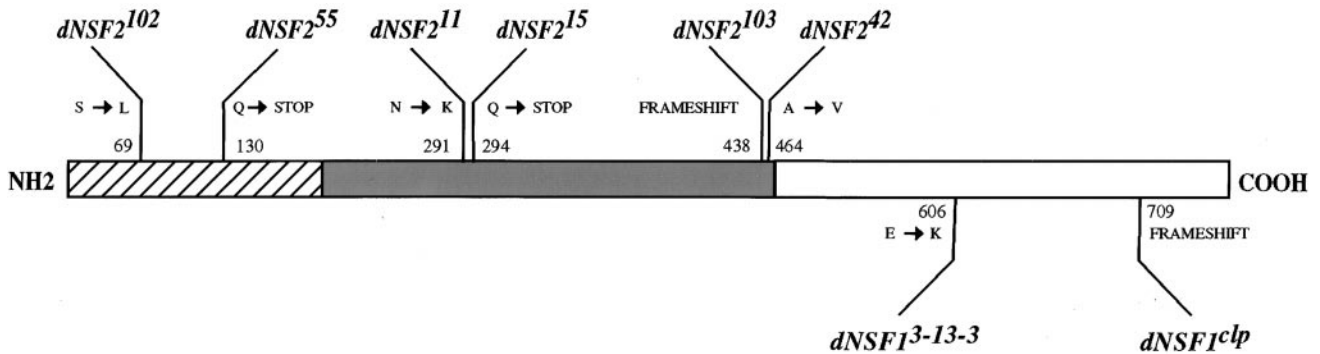 dNSF2102 dNSF255 dNSF211 dNSF215 dNSF2103 dNSF242
S → L Q → STOP N → K Q → STOP FRAMESHIFT A → V
69 130 291 294 438 464
NH2 COOH
606 709
E → K FRAMESHIFT
dNSF13-13-3 dNSF1clp